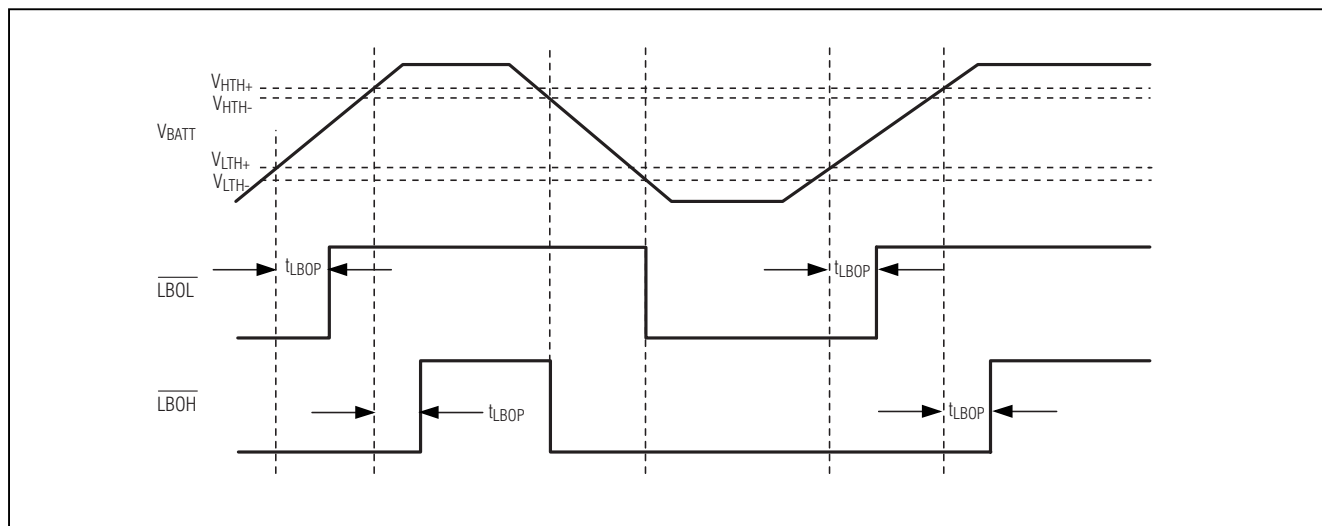 VHTH+
VHTH-
VBATT
VLTH+
VLTH-
tLBOP
tLBOP
LBOL
LBOH
tLBOP
tLBOP